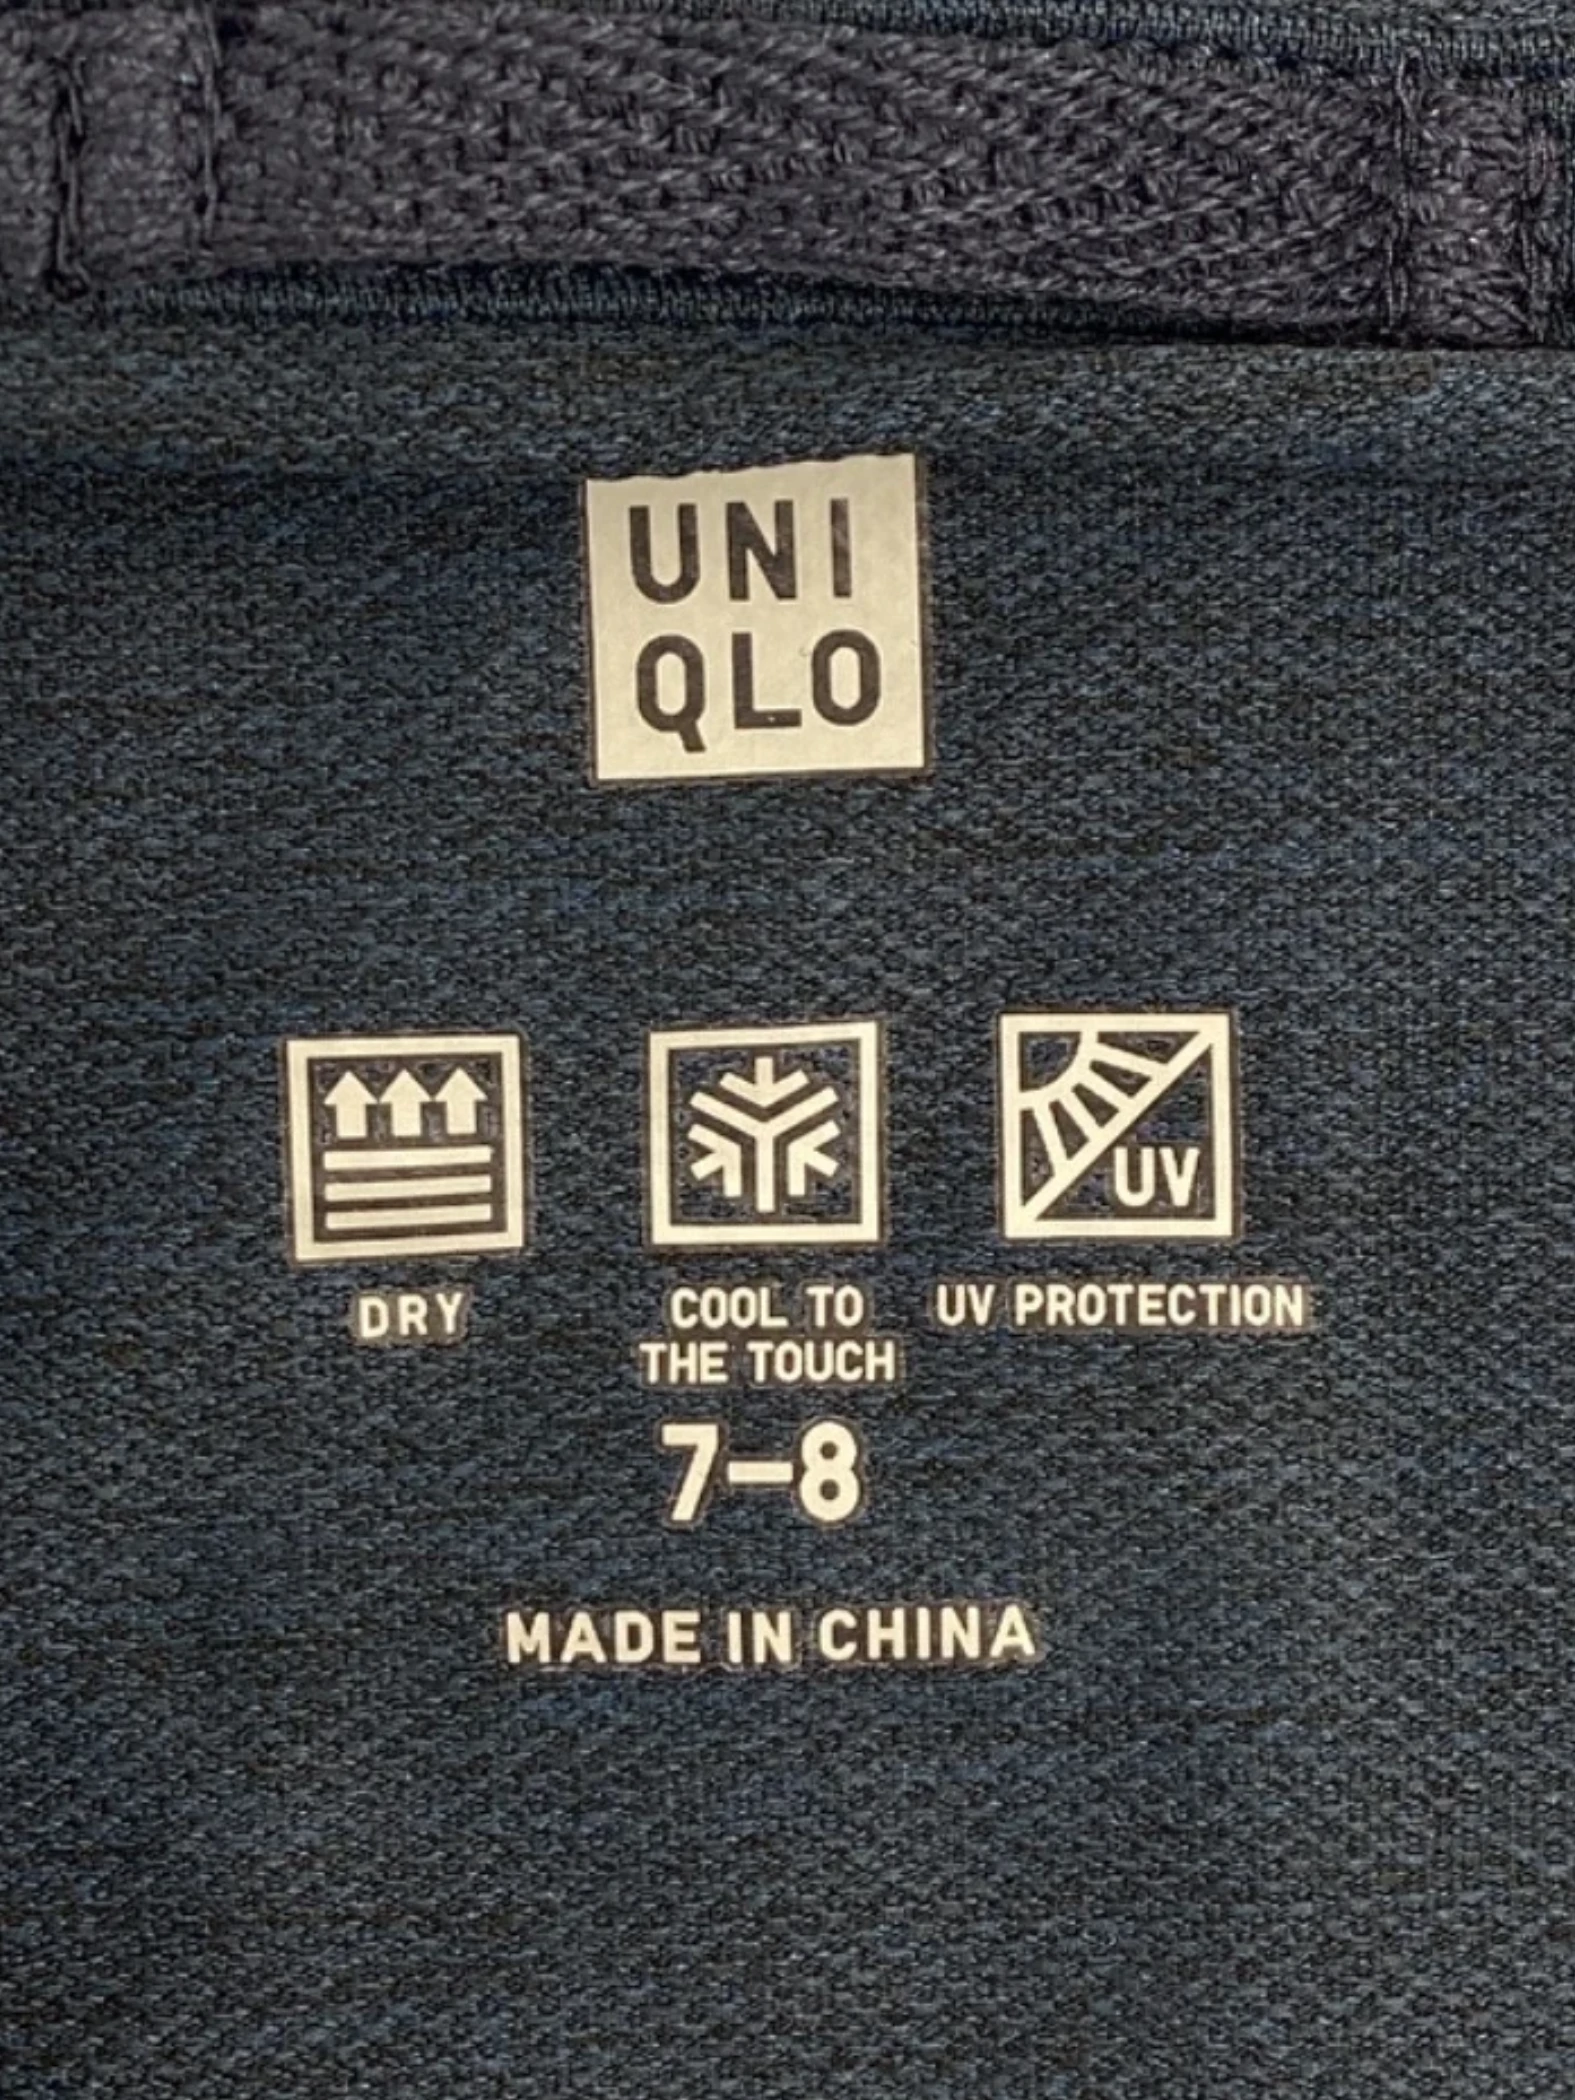 UNI
QLO
UV
DRY
COOL TO
THE TOUCH
UV PROTECTION
7–8
MADE IN CHINA